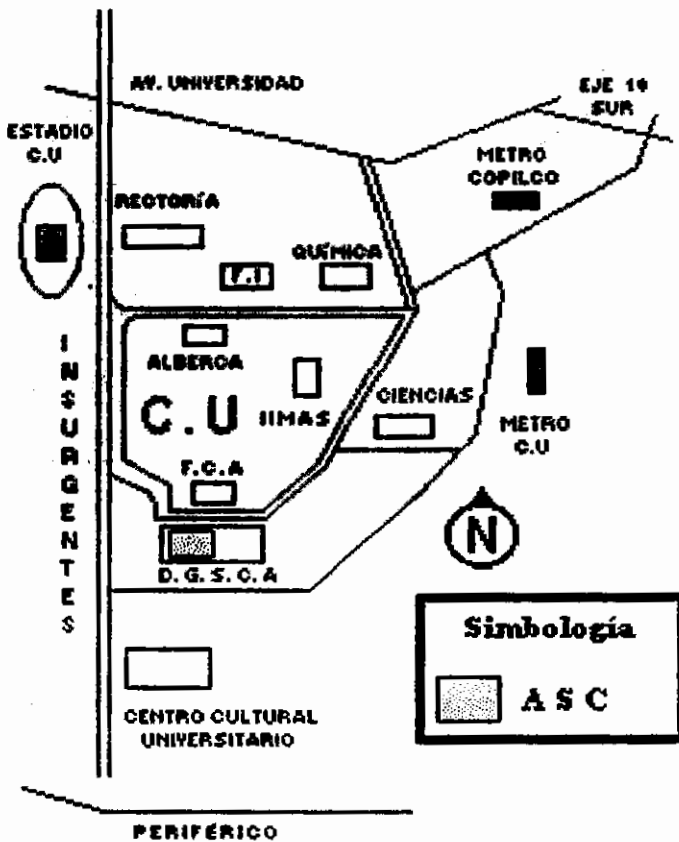 AV. UNIVERSIDAD
EJE 10
SUR
ESTADIO
C.U
METRO
COPILCO
RECTORÍA
QUÍMICA
F.I
ALBERCA
C.U
IIMAS
CIENCIAS
METRO
C.U
F.C.A
INSURGENTES
N
D.G.S.C.A
Simbología
A S C
CENTRO CULTURAL
UNIVERSITARIO
PERIFÉRICO